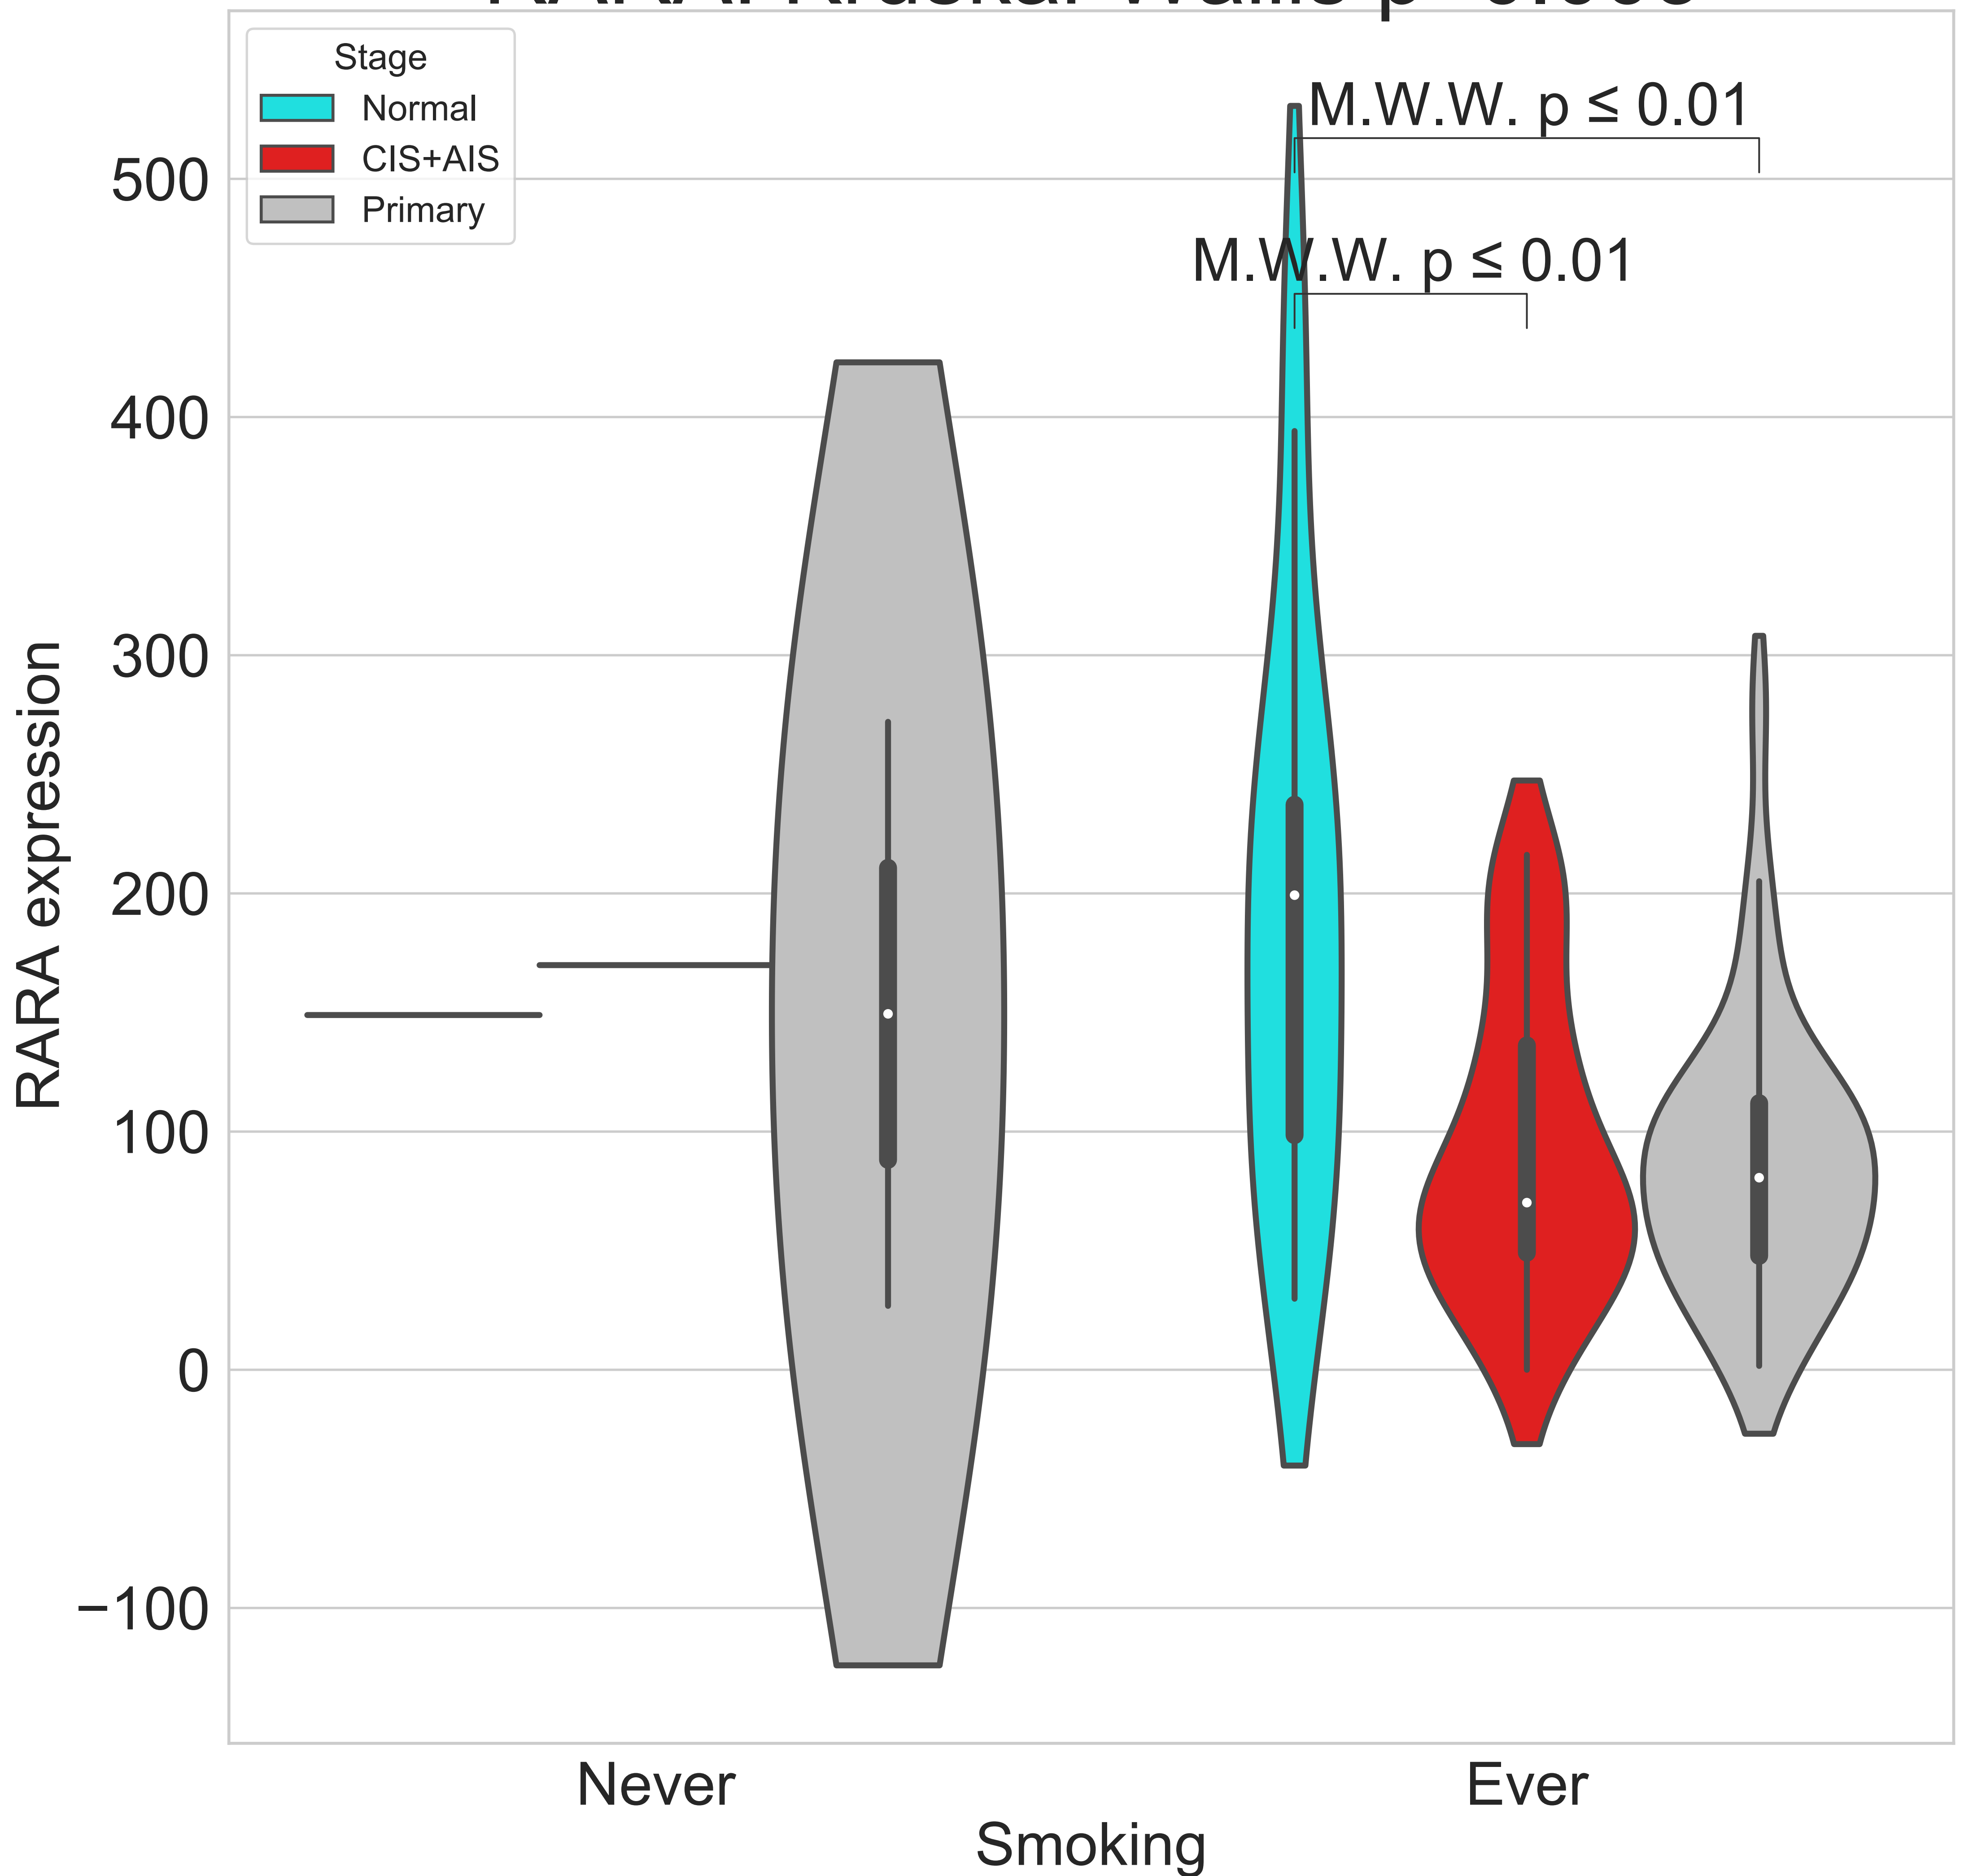 Stage
Normal
CIS+AIS
Primary
M.W.W. p ≤ 0.01
M.W.W. p ≤ 0.01
500
400
300
200
100
0
−100
RARA expression
Never
Ever
Smoking